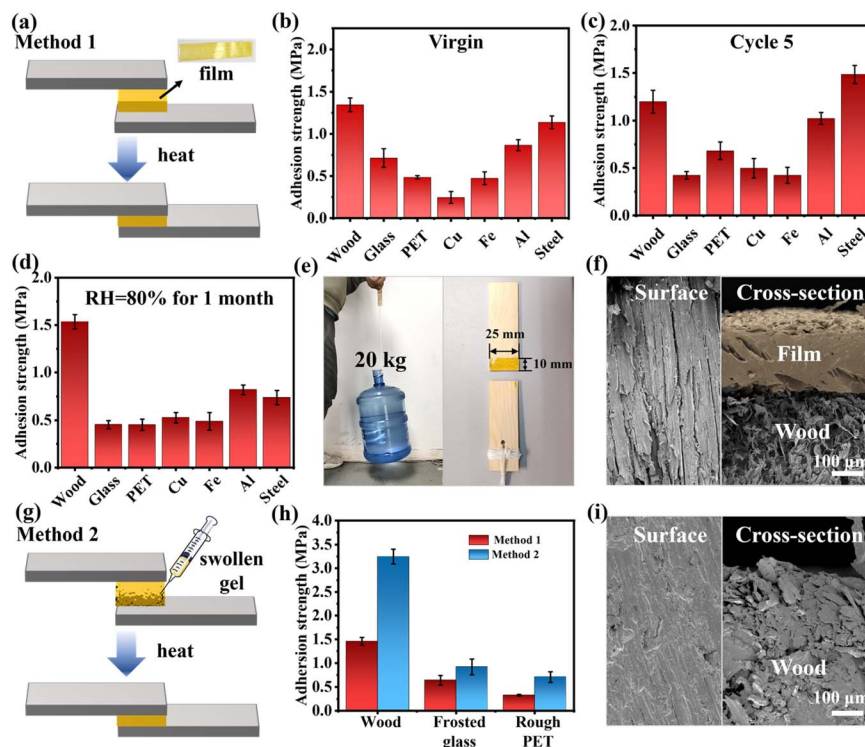 (a)
Method 1
film
heat
(b)
Virgin
Adhesion strength (MPa)
2.0
1.5
1.0
0.5
0.0
Wood
Glass
PET
Cu
Fe
Al
Steel
(c)
Cycle 5
Adhesion strength (MPa)
2.0
1.5
1.0
0.5
0.0
Wood
Glass
PET
Cu
Fe
Al
Steel
(d)
RH=80% for 1 month
Adhesion strength (MPa)
2.0
1.5
1.0
0.5
0.0
Wood
Glass
PET
Cu
Fe
Al
Steel
(e)
20 kg
25 mm
10 mm
(f)
Surface
Cross-section
Film
Wood
100 μm
(g)
Method 2
swollen
gel
heat
(h)
Method 1
Method 2
Adhersion strength (MPa)
4.0
3.5
3.0
2.5
2.0
1.5
1.0
0.5
0.0
Wood
Frosted
glass
Rough
PET
(i)
Surface
Cross-section
Wood
100 μm